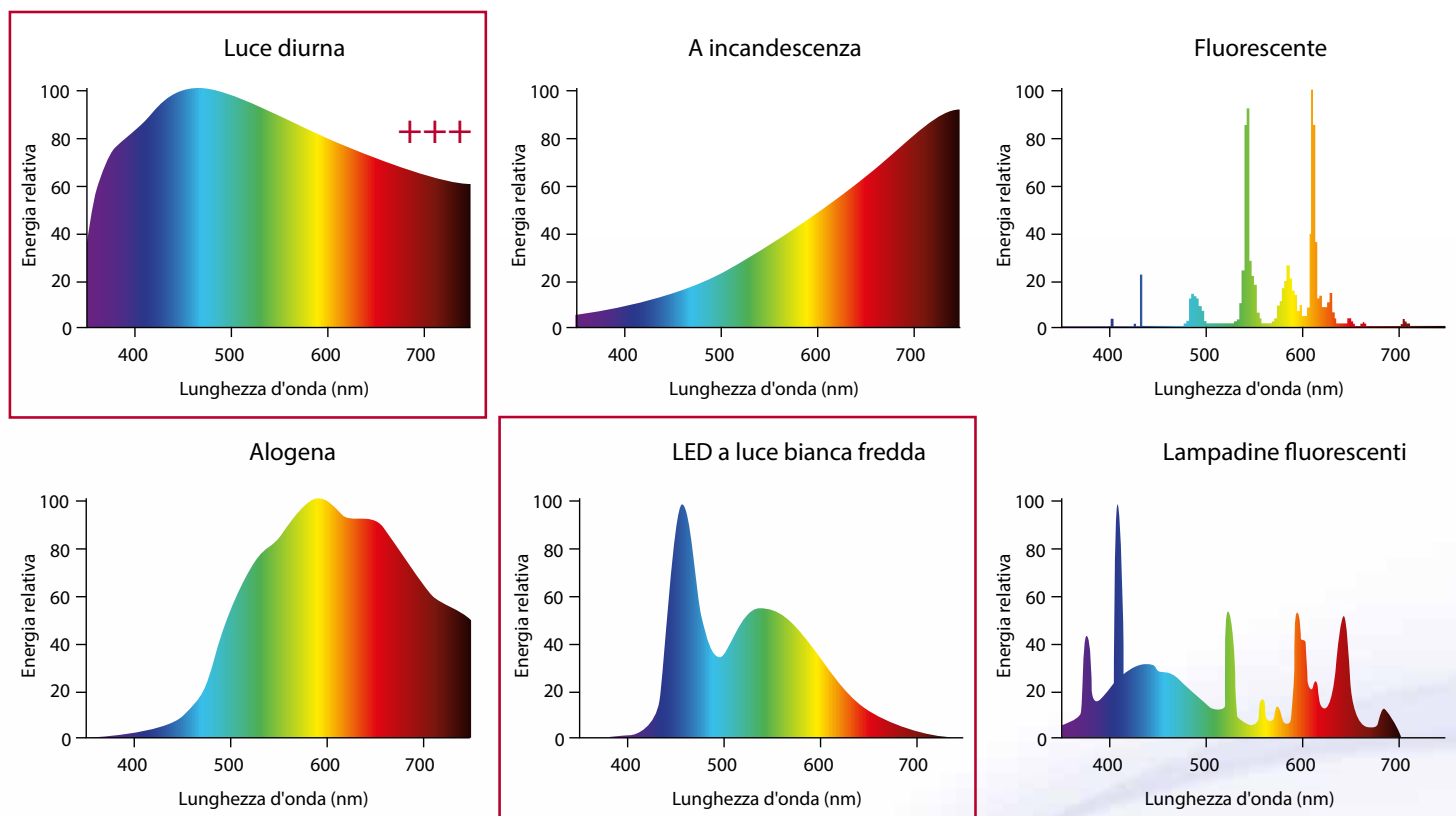 Luce diurna
100
80
60
40
20
0
Energia relativa
+++
400 500 600 700
Lunghezza d'onda (nm)
A incandescenza
100
80
60
40
20
0
Energia relativa
400 500 600 700
Lunghezza d'onda (nm)
Fluorescente
100
80
60
40
20
0
Energia relativa
400 500 600 700
Lunghezza d'onda (nm)
Alogena
100
80
60
40
20
0
Energia relativa
400 500 600 700
Lunghezza d'onda (nm)
LED a luce bianca fredda
100
80
60
40
20
0
Energia relativa
400 500 600 700
Lunghezza d'onda (nm)
Lampadine fluorescenti
100
80
60
40
20
0
Energia relativa
400 500 600 700
Lunghezza d'onda (nm)